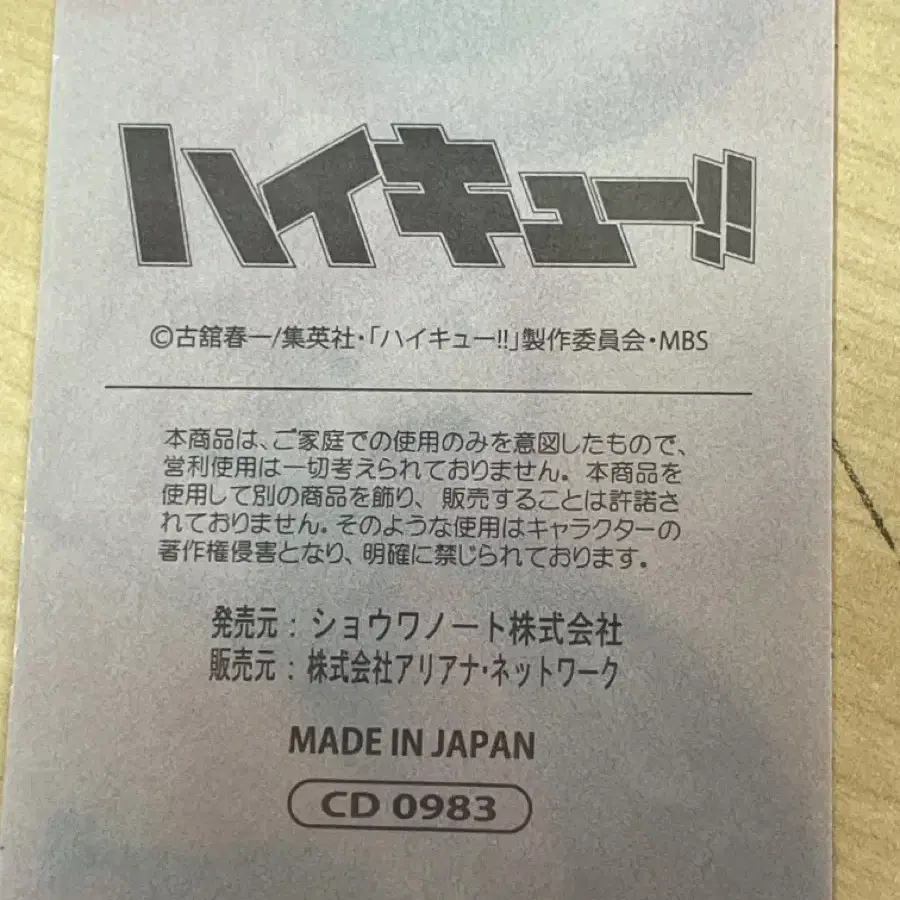 ハイキュー!!
©古舘春一/集英社・「ハイキュー!!」製作委員会・MBS
本商品は、ご家庭での使用のみを意図したもので、
営利使用は一切考えられておりません。本商品を
使用して別の商品を飾り、販売することは許諾さ
れておりません。そのような使用はキャラクターの
著作権侵害となり、明確に禁じられております。
発売元：ショウワノート株式会社
販売元：株式会社アリアナ・ネットワーク
MADE IN JAPAN
CD 0983